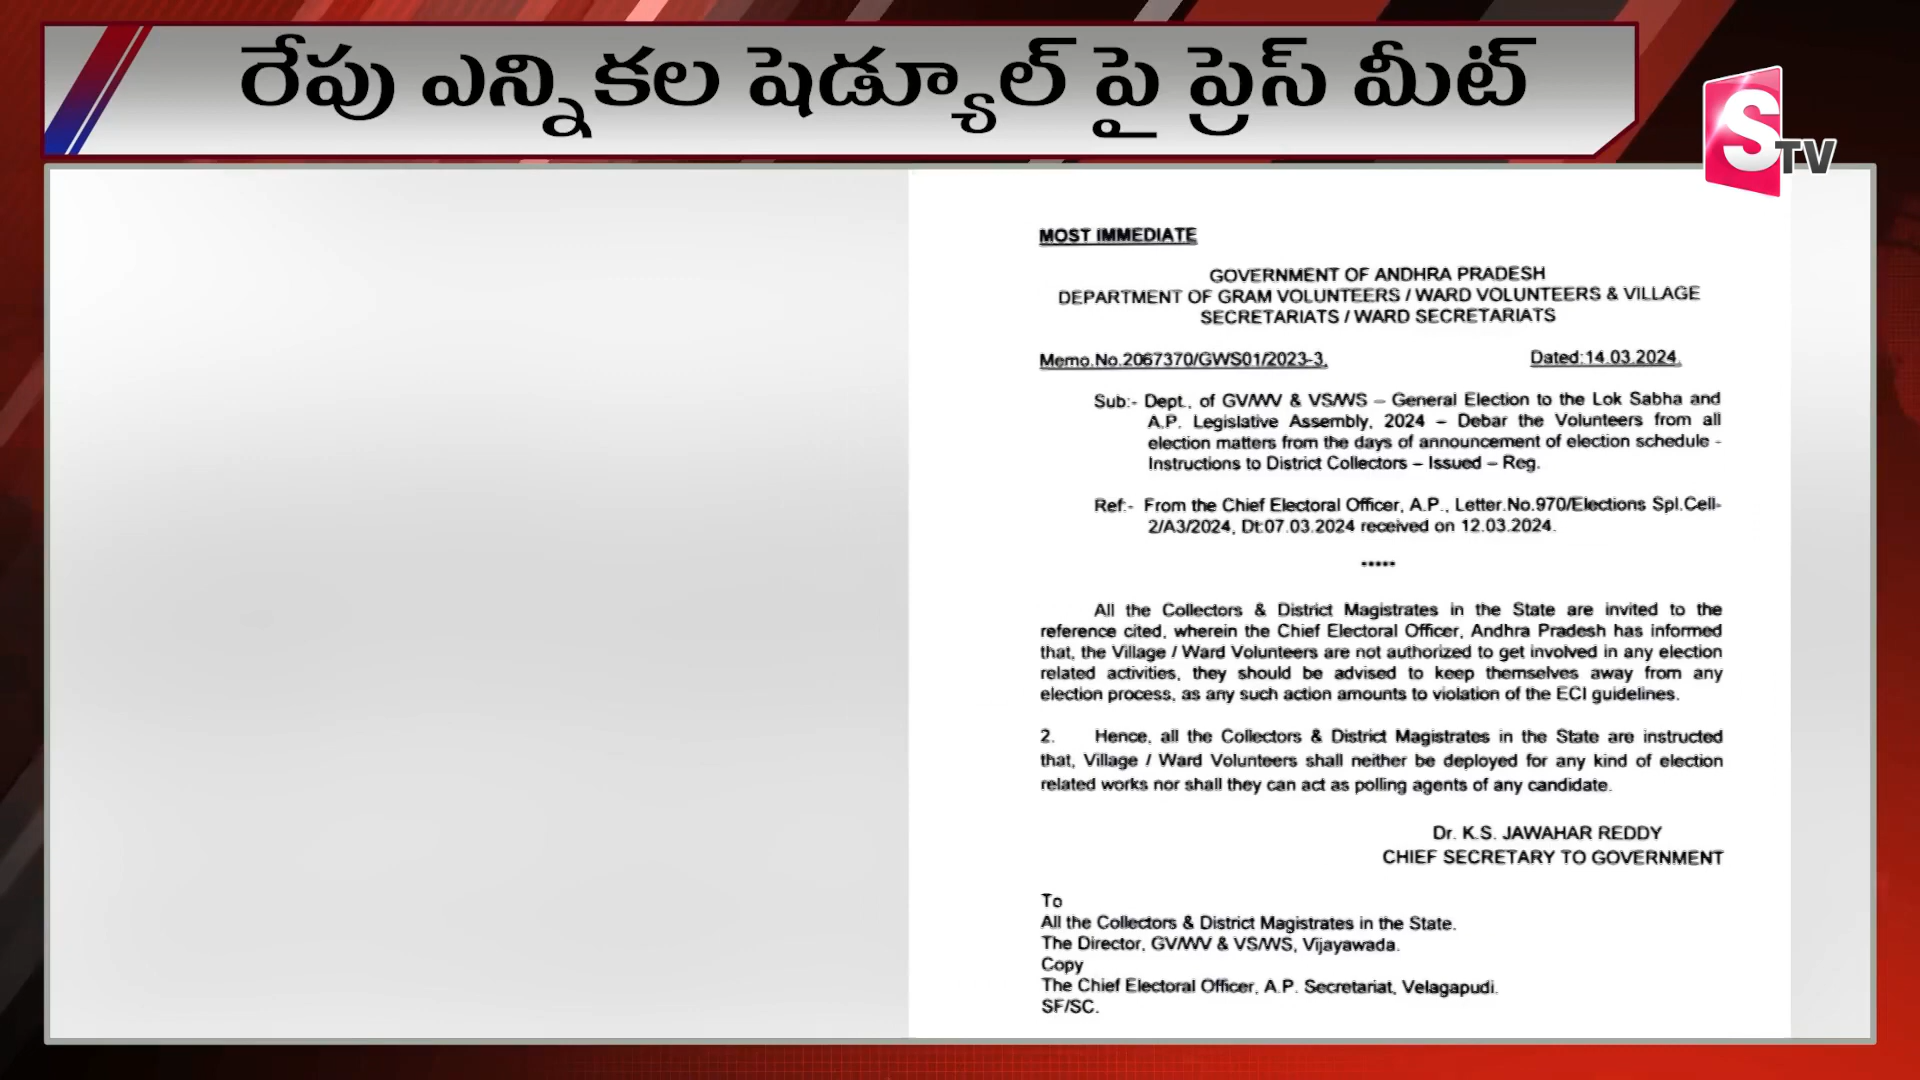 రేపు ఎన్నికల షెడ్యూల్ పై ప్రెస్ మీట్
S TV
MOST IMMEDIATE
GOVERNMENT OF ANDHRA PRADESH
DEPARTMENT OF GRAM VOLUNTEERS / WARD VOLUNTEERS & VILLAGE
SECRETARIATS / WARD SECRETARIATS
Memo.No.2067370/GWS01/2023-3, Dated:14.03.2024.
Sub:- Dept., of GV/WV & VS/WS – General Election to the Lok Sabha and
A.P. Legislative Assembly, 2024 – Debar the Volunteers from all
election matters from the days of announcement of election schedule -
Instructions to District Collectors – Issued – Reg.
Ref:- From the Chief Electoral Officer, A.P., Letter.No.970/Elections Spl.Cell-
2/A3/2024, Dt:07.03.2024 received on 12.03.2024.
*****
All the Collectors & District Magistrates in the State are invited to the
reference cited, wherein the Chief Electoral Officer, Andhra Pradesh has informed
that, the Village / Ward Volunteers are not authorized to get involved in any election
related activities, they should be advised to keep themselves away from any
election process, as any such action amounts to violation of the ECI guidelines.
2. Hence, all the Collectors & District Magistrates in the State are instructed
that, Village / Ward Volunteers shall neither be deployed for any kind of election
related works nor shall they can act as polling agents of any candidate.
Dr. K.S. JAWAHAR REDDY
CHIEF SECRETARY TO GOVERNMENT
To
All the Collectors & District Magistrates in the State.
The Director, GV/WV & VS/WS, Vijayawada.
Copy
The Chief Electoral Officer, A.P. Secretariat, Velagapudi.
SF/SC.